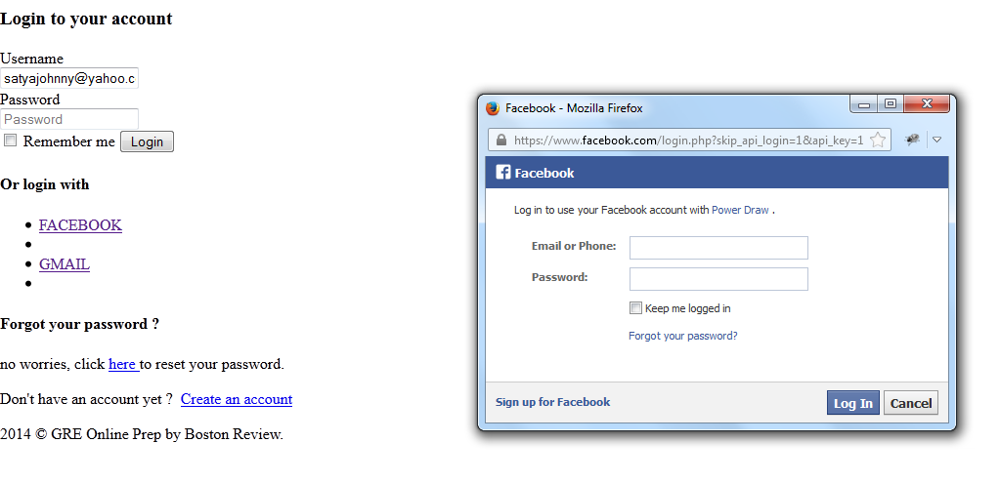 Login to your account
Username
satyajohnny@yahoo.c
Password
Password
Remember me Login
Or login with
FACEBOOK
GMAIL
Forgot your password ?
no worries, click here to reset your password.
Don't have an account yet ? Create an account
2014 © GRE Online Prep by Boston Review.
Facebook - Mozilla Firefox
https://www.facebook.com/login.php?skip_api_login=1&api_key=1
Facebook
Log in to use your Facebook account with Power Draw .
Email or Phone:
Password:
Keep me logged in
Forgot your password?
Sign up for Facebook Log In Cancel